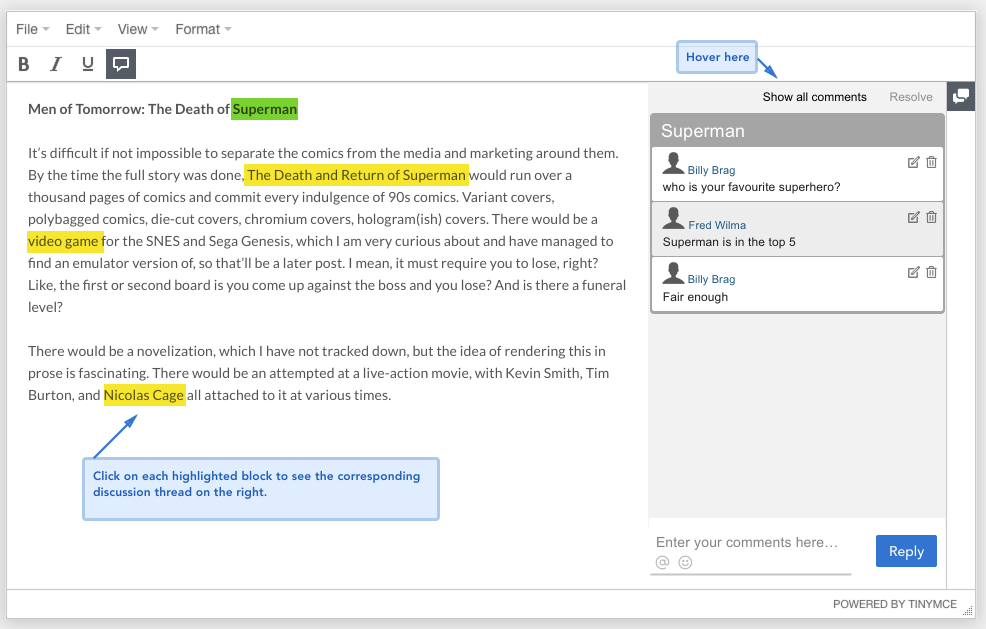 File Edit View Format
B I U
Hover here
Show all comments Resolve
Men of Tomorrow: The Death of Superman
It's difficult if not impossible to separate the comics from the media and marketing around them.
By the time the full story was done, The Death and Return of Superman would run over a
thousand pages of comics and commit every indulgence of 90s comics. Variant covers,
polybagged comics, die-cut covers, chromium covers, hologram(ish) covers. There would be a
video game for the SNES and Sega Genesis, which I am very curious about and have managed to
find an emulator version of, so that'll be a later post. I mean, it must require you to lose, right?
Like, the first or second board is you come up against the boss and you lose? And is there a funeral
level?
There would be a novelization, which I have not tracked down, but the idea of rendering this in
prose is fascinating. There would be an attempted at a live-action movie, with Kevin Smith, Tim
Burton, and Nicolas Cage all attached to it at various times.
Click on each highlighted block to see the corresponding
discussion thread on the right.
Superman
Billy Brag
who is your favourite superhero?
Fred Wilma
Superman is in the top 5
Billy Brag
Fair enough
Enter your comments here...
@
Reply
POWERED BY TINYMCE